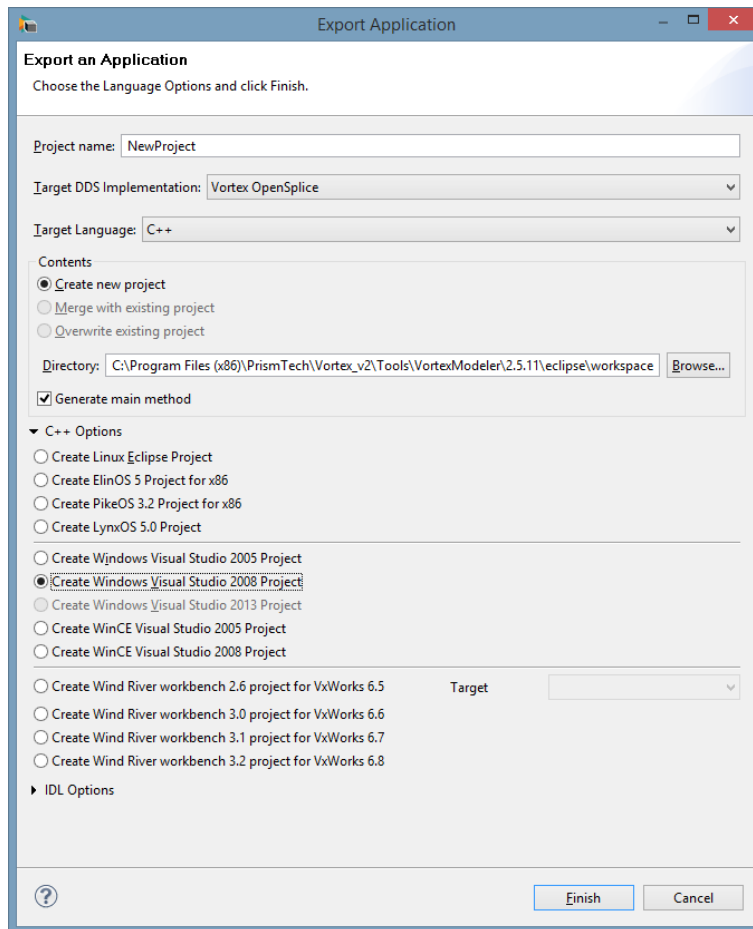 Export Application
Export an Application
Choose the Language Options and click Finish.
Project name: NewProject
Target DDS Implementation: Vortex OpenSplice
Target Language: C++
Contents
Create new project
Merge with existing project
Overwrite existing project
Directory: C:\Program Files (x86)\PrismTech\Vortex_v2\Tools\VortexModeler\2.5.11\eclipse\workspace Browse...
Generate main method
C++ Options
Create Linux Eclipse Project
Create ElinOS 5 Project for x86
Create PikeOS 3.2 Project for x86
Create LynxOS 5.0 Project
Create Windows Visual Studio 2005 Project
Create Windows Visual Studio 2008 Project
Create Windows Visual Studio 2013 Project
Create WinCE Visual Studio 2005 Project
Create WinCE Visual Studio 2008 Project
Create Wind River workbench 2.6 project for VxWorks 6.5 Target
Create Wind River workbench 3.0 project for VxWorks 6.6
Create Wind River workbench 3.1 project for VxWorks 6.7
Create Wind River workbench 3.2 project for VxWorks 6.8
IDL Options
Finish Cancel